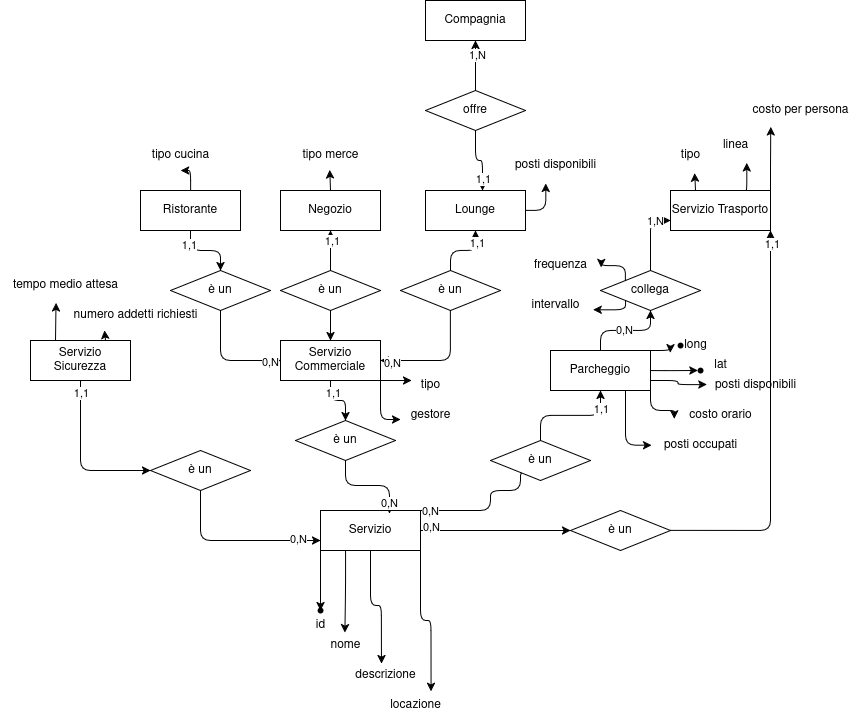 Compagnia
1,N
offre
costo per persona
linea
tipo cucina
tipo merce
tipo
posti disponibili
1,1
Ristorante
Negozio
Lounge
Servizio Trasporto
1,N
1,1
1,1
1,1
1,1
frequenza
tempo medio attesa
è un
è un
è un
collega
intervallo
numero addetti richiesti
0,N
long
Servizio
Sicurezza
Servizio
Commerciale
0,N
0,N
Parcheggio
lat
tipo
posti disponibili
1,1
1,1
1,1
gestore
costo orario
è un
posti occupati
è un
è un
0,N
0,N
Servizio
0,N
è un
0,N
id
nome
descrizione
locazione